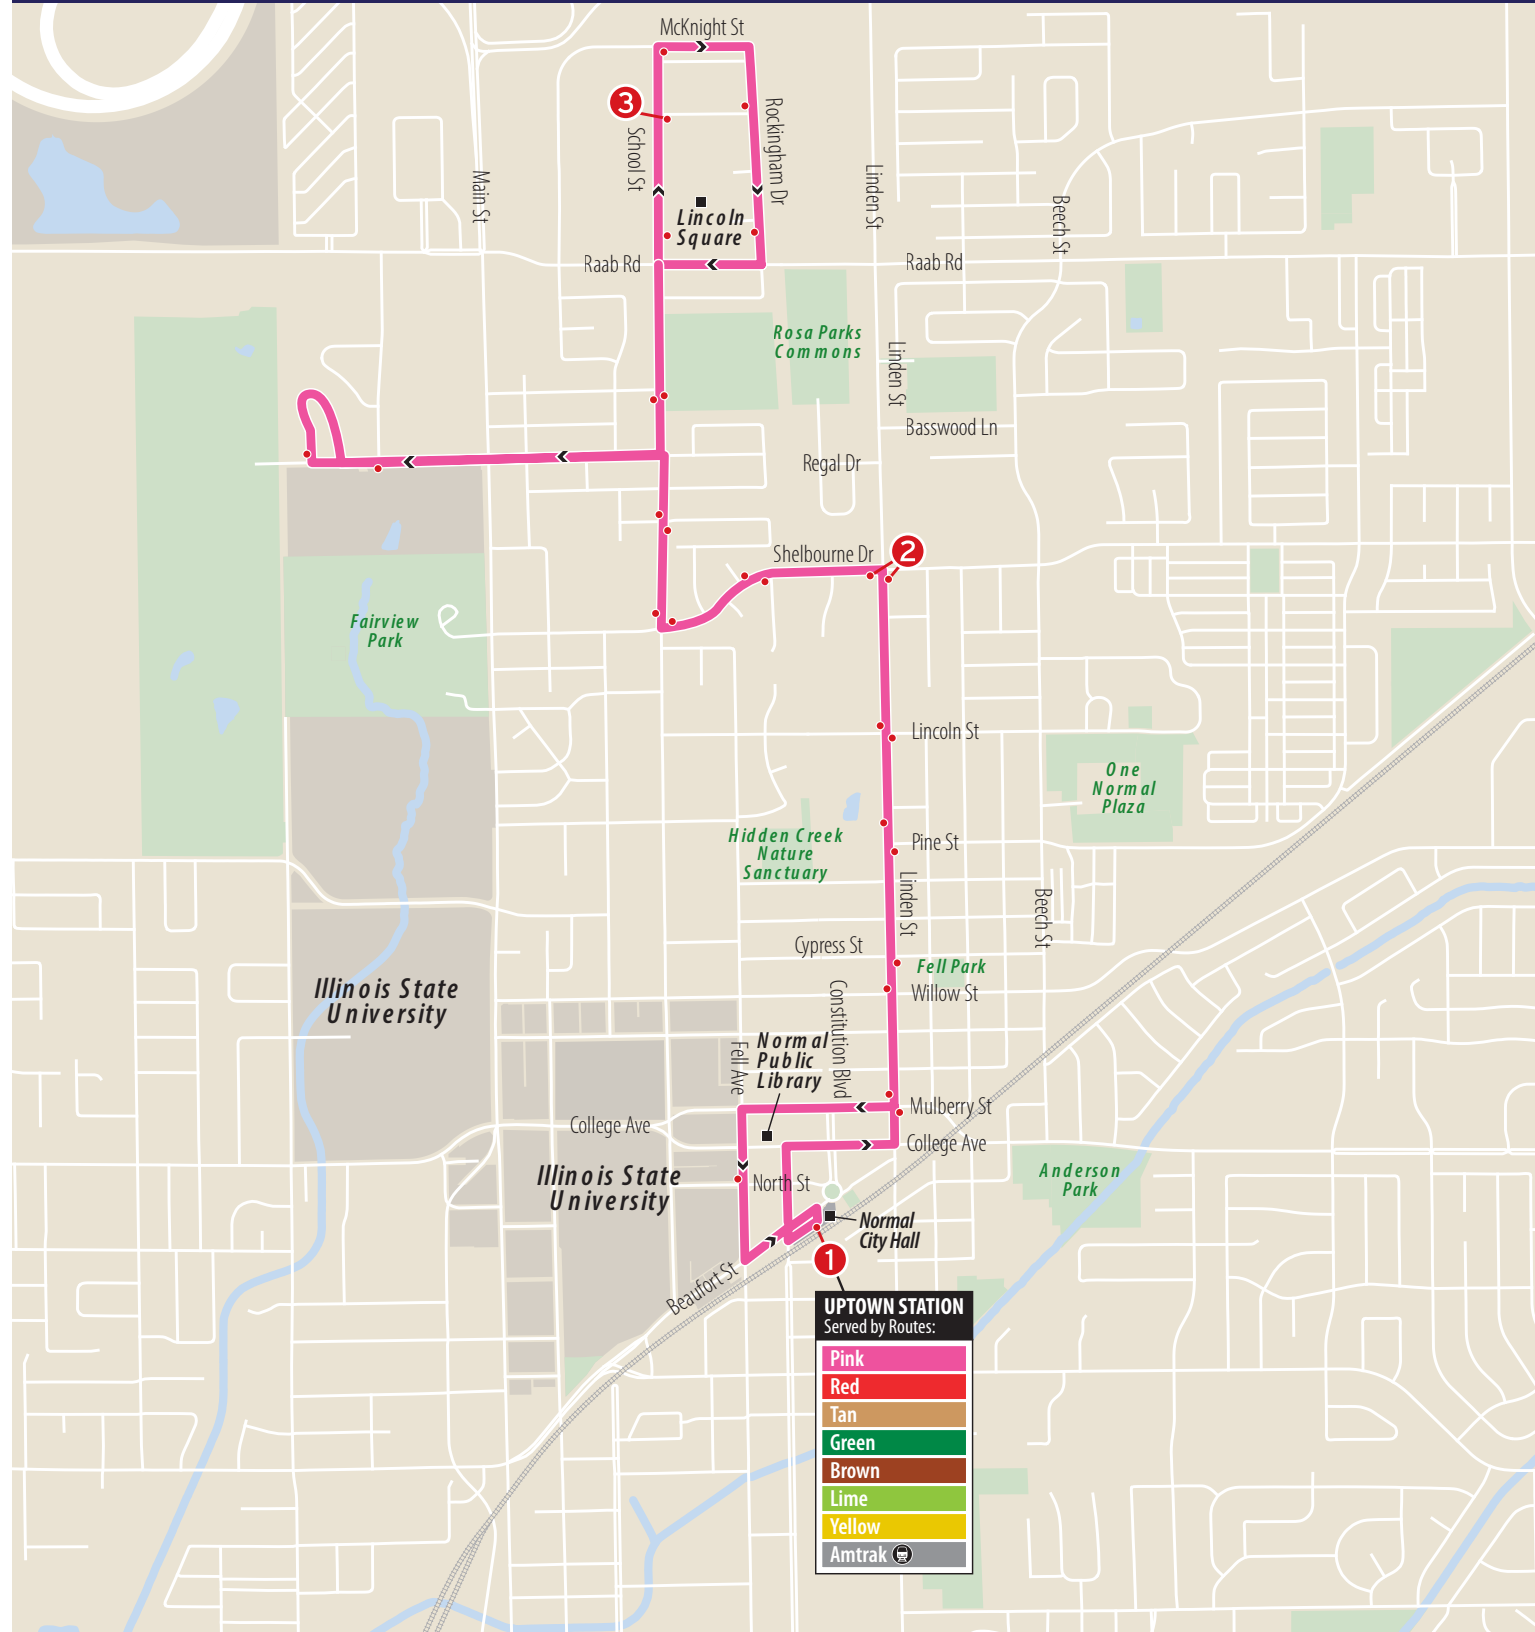 McKnight St
3
School St
Rockingham Dr
Main St
Linden St
Beech St
Lincoln
Square
Raab Rd
Raab Rd
Rosa Parks
Commons
Linden St
Basswood Ln
Regal Dr
Shelbourne Dr
2
Fairview
Park
Lincoln St
One
Normal
Plaza
Hidden Creek
Nature
Sanctuary
Pine St
Linden St
Beech St
Cypress St
Fell Park
Willow St
Illinois State
University
Constitution Blvd
Fell Ave
Normal
Public
Library
Mulberry St
College Ave
College Ave
Illinois State
University
North St
Anderson
Park
Normal
City Hall
1
Beaufort St
UPTOWN STATION
Served by Routes:
Pink
Red
Tan
Green
Brown
Lime
Yellow
Amtrak